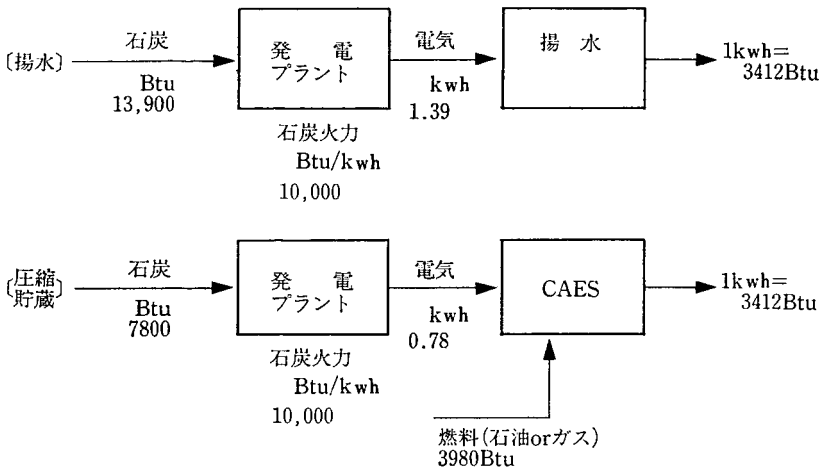 〔揚水〕
石炭
Btu
13,900
発 電
プラント
石炭火力
Btu/kwh
10,000
電気
kwh
1.39
揚 水
1kwh=
3412Btu
〔圧縮
貯蔵〕
石炭
Btu
7800
発 電
プラント
石炭火力
Btu/kwh
10,000
電気
kwh
0.78
CAES
燃料(石油orガス)
3980Btu
1kwh=
3412Btu